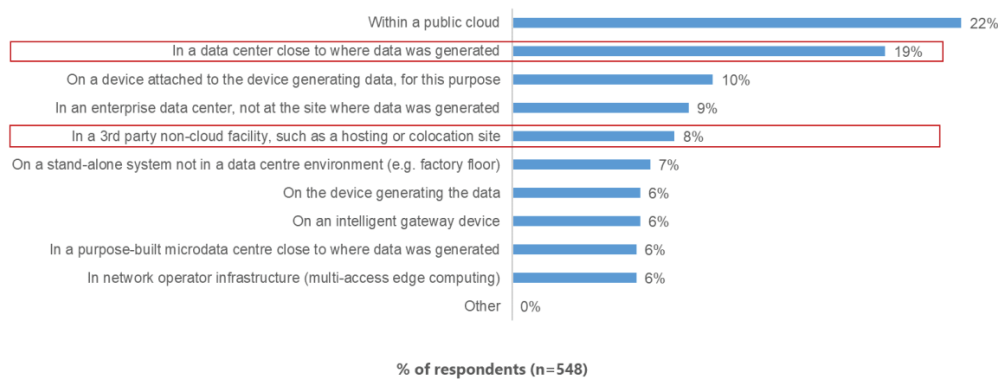 Within a public cloud 22%
In a data center close to where data was generated 19%
On a device attached to the device generating data, for this purpose 10%
In an enterprise data center, not at the site where data was generated 9%
In a 3rd party non-cloud facility, such as a hosting or colocation site 8%
On a stand-alone system not in a data centre environment (e.g. factory floor) 7%
On the device generating the data 6%
On an intelligent gateway device 6%
In a purpose-built microdata centre close to where data was generated 6%
In network operator infrastructure (multi-access edge computing) 6%
Other 0%
% of respondents (n=548)